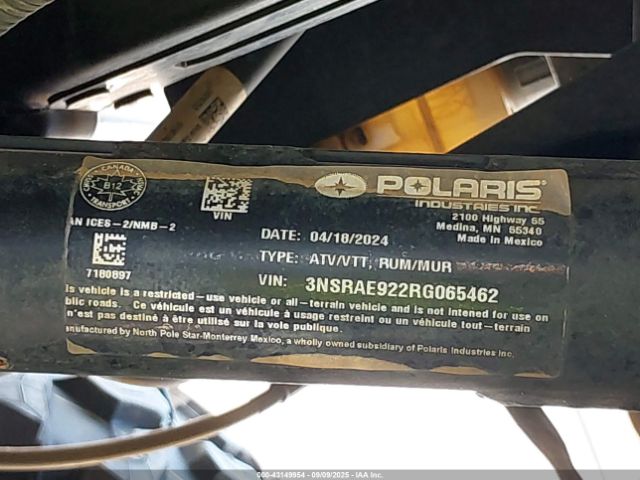 CANADA
B12
TRANSPORT
VIN
POLARIS
INDUSTRIES INC.
2100 Highway 55
Medina, MN 55340
Made in Mexico
AN ICES-2/NMB-2
7180897
DATE: 04/18/2024
TYPE: ATV/VTT, RUM/MUR
VIN: 3NSRAE922RG065462
is vehicle is a restricted-use vehicle or all-terrain vehicle and is not intended for use on
blic roads. Ce véhicule est un véhicule à usage restreint ou un véhicule tout-terrain
n'est pas destiné à être utilisé sur la voie publique.
anufactured by North Pole Star-Monterrey Mexico, a wholly owned subsidiary of Polaris Industries Inc.
000-43149954 - 09/09/2025 - IAA Inc.